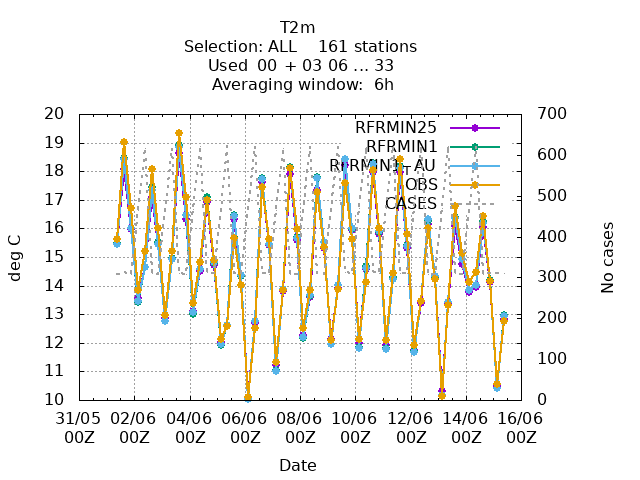 T2m
Selection: ALL    161 stations
Used  00 + 03 06 ... 33
Averaging window:  6h
deg C
No cases
20
19
18
17
16
15
14
13
12
11
10
700
600
500
400
300
200
100
0
RFRMIN25
RFRMIN1
RFRMIN1_T_AU
OBS
CASES
31/05 02/06 04/06 06/06 08/06 10/06 12/06 14/06 16/06
00Z 00Z 00Z 00Z 00Z 00Z 00Z 00Z 00Z
Date